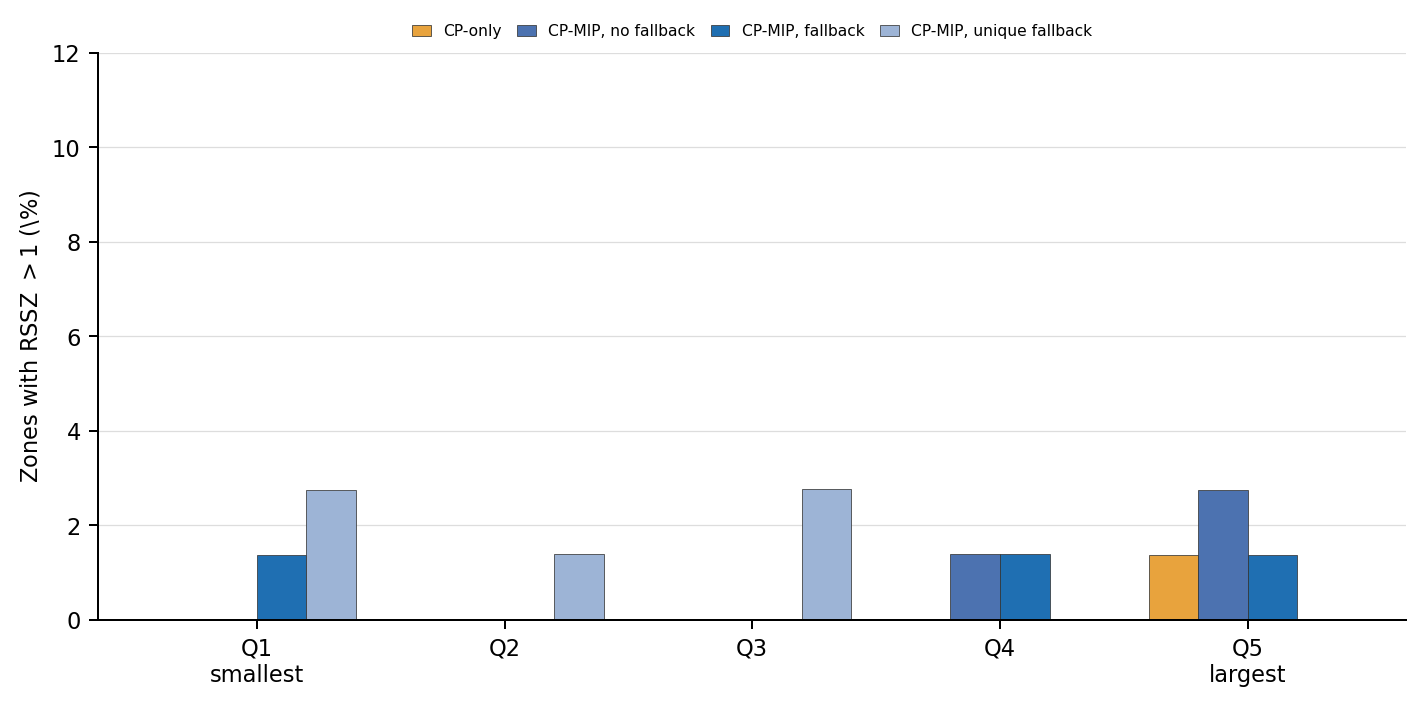 CP-only CP-MIP, no fallback CP-MIP, fallback CP-MIP, unique fallback
12
10
8
6
4
2
0
Zones with RSSZ > 1 (\%)
Q1 Q2 Q3 Q4 Q5
smallest largest